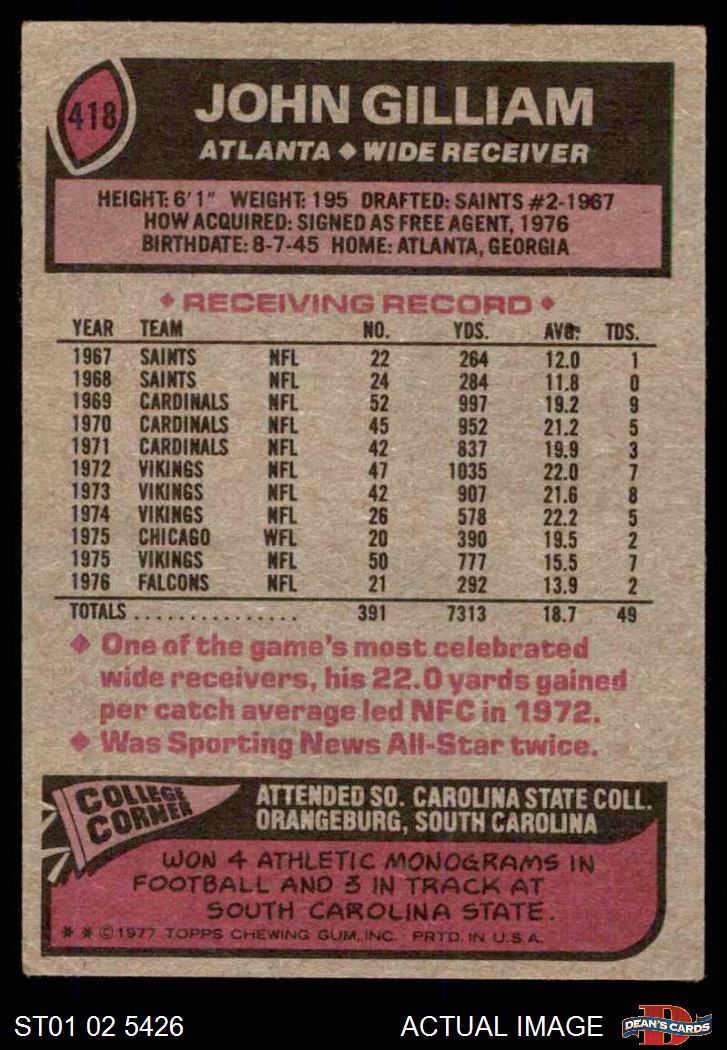 418
JOHN GILLIAM
ATLANTA ◆ WIDE RECEIVER
HEIGHT: 6'1" WEIGHT: 195 DRAFTED: SAINTS #2-1967
HOW ACQUIRED: SIGNED AS FREE AGENT, 1976
BIRTHDATE: 8-7-45 HOME: ATLANTA, GEORGIA
◆ RECEIVING RECORD ◆
YEAR TEAM NO. YDS. AVG. TDS.
1967 SAINTS NFL 22 264 12.0 1
1968 SAINTS NFL 24 284 11.8 0
1969 CARDINALS NFL 52 997 19.2 9
1970 CARDINALS NFL 45 952 21.2 5
1971 CARDINALS NFL 42 837 19.9 3
1972 VIKINGS NFL 47 1035 22.0 7
1973 VIKINGS NFL 42 907 21.6 8
1974 VIKINGS NFL 26 578 22.2 5
1975 CHICAGO WFL 20 390 19.5 2
1975 VIKINGS NFL 50 777 15.5 7
1976 FALCONS NFL 21 292 13.9 2
TOTALS ............... 391 7313 18.7 49
◆ One of the game's most celebrated
wide receivers, his 22.0 yards gained
per catch average led NFC in 1972.
◆ Was Sporting News All-Star twice.
COLLEGE
CORNER
ATTENDED SO. CAROLINA STATE COLL.
ORANGEBURG, SOUTH CAROLINA
WON 4 ATHLETIC MONOGRAMS IN
FOOTBALL AND 3 IN TRACK AT
SOUTH CAROLINA STATE.
* * ©1977 TOPPS CHEWING GUM, INC. PRTD. IN U.S.A.
ST01 02 5426 ACTUAL IMAGE
D
DEAN'S CARDS